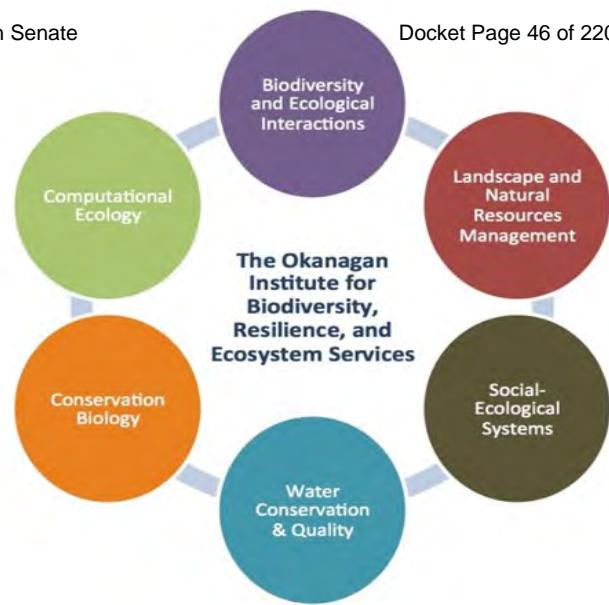 n Senate
Docket Page 46 of 220
Biodiversity
and Ecological
Interactions
Landscape and
Natural
Resources
Management
Social-
Ecological
Systems
Water
Conservation
& Quality
Conservation
Biology
Computational
Ecology
The Okanagan
Institute for
Biodiversity,
Resilience, and
Ecosystem Services